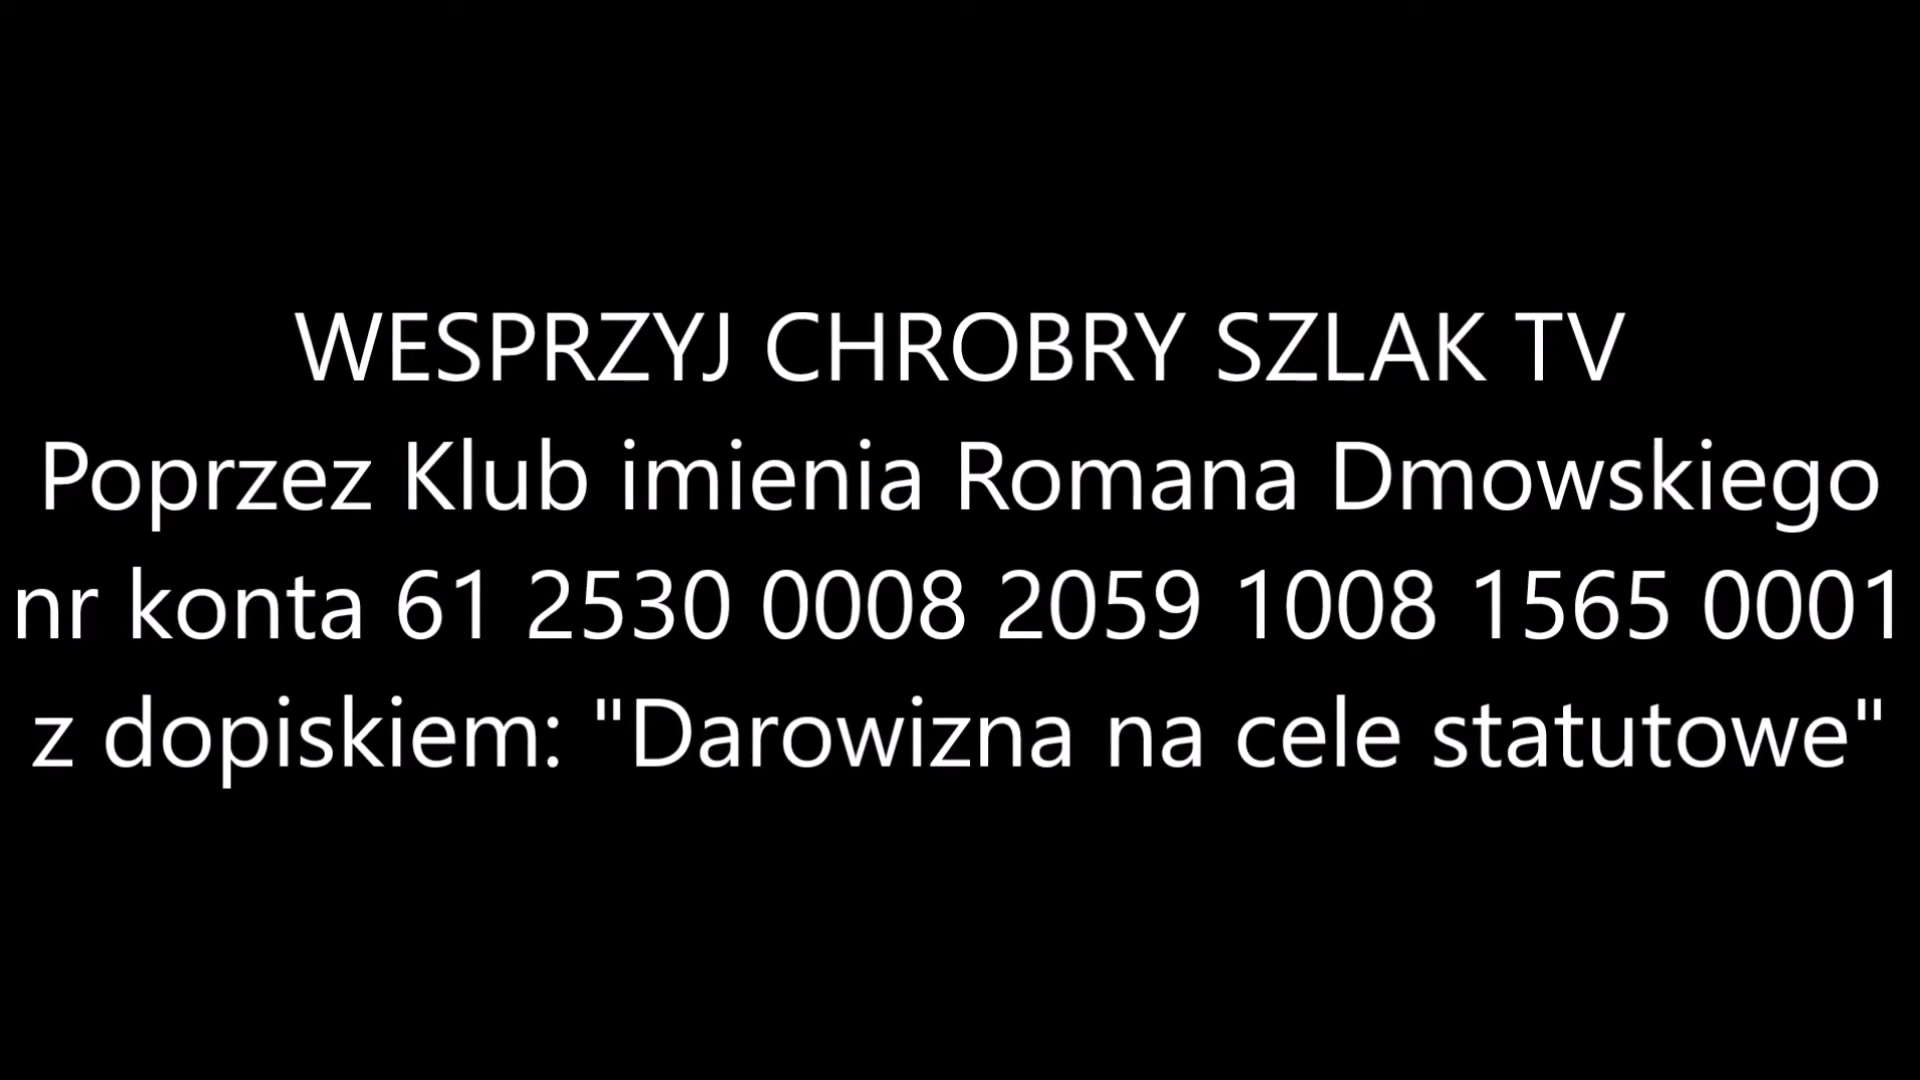 WESPRZYJ CHROBRY SZLAK TV
Poprzez Klub imienia Romana Dmowskiego
nr konta 61 2530 0008 2059 1008 1565 0001
z dopiskiem: "Darowizna na cele statutowe"